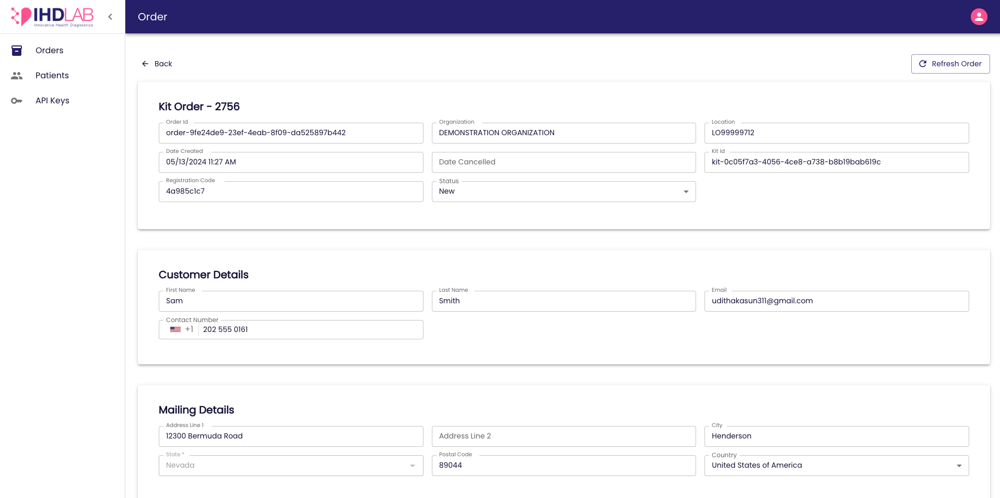 IHDLAB
Innovative Health Diagnostics
Order
Orders
Patients
API Keys
Back
Refresh Order
Kit Order - 2756
Order Id
order-9fe24de9-23ef-4eab-8f09-da525897b442
Organization
DEMONSTRATION ORGANIZATION
Location
LO99999712
Date Created
05/13/2024 11:27 AM
Date Cancelled
Kit Id
kit-0c05f7a3-4056-4ce8-a738-b8b19bab619c
Registration Code
4a985c1c7
Status
New
Customer Details
First Name
Sam
Last Name
Smith
Email
udithakasun311@gmail.com
Contact Number
+1 202 555 0161
Mailing Details
Address Line 1
12300 Bermuda Road
Address Line 2
City
Henderson
State *
Nevada
Postal Code
89044
Country
United States of America